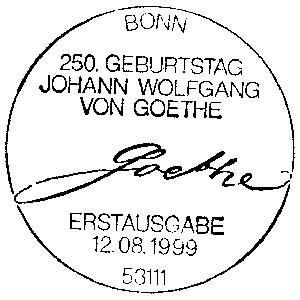 BONN
250. GEBURTSTAG
JOHANN WOLFGANG
VON GOETHE
Goethe
ERSTAUSGABE
12.08.1999
53111